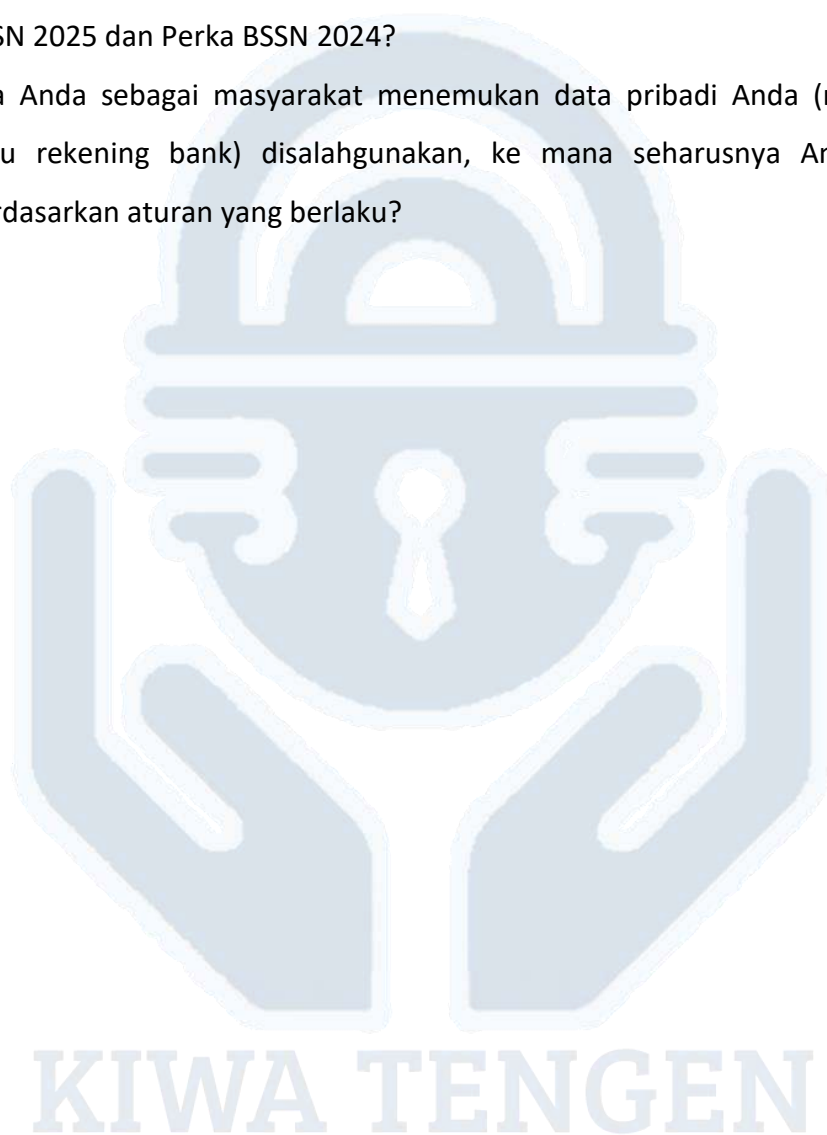 SN 2025 dan Perka BSSN 2024?
a Anda sebagai masyarakat menemukan data pribadi Anda (
u rekening bank) disalahgunakan, ke mana seharusnya An
rdasarkan aturan yang berlaku?
KIWA TENGEN